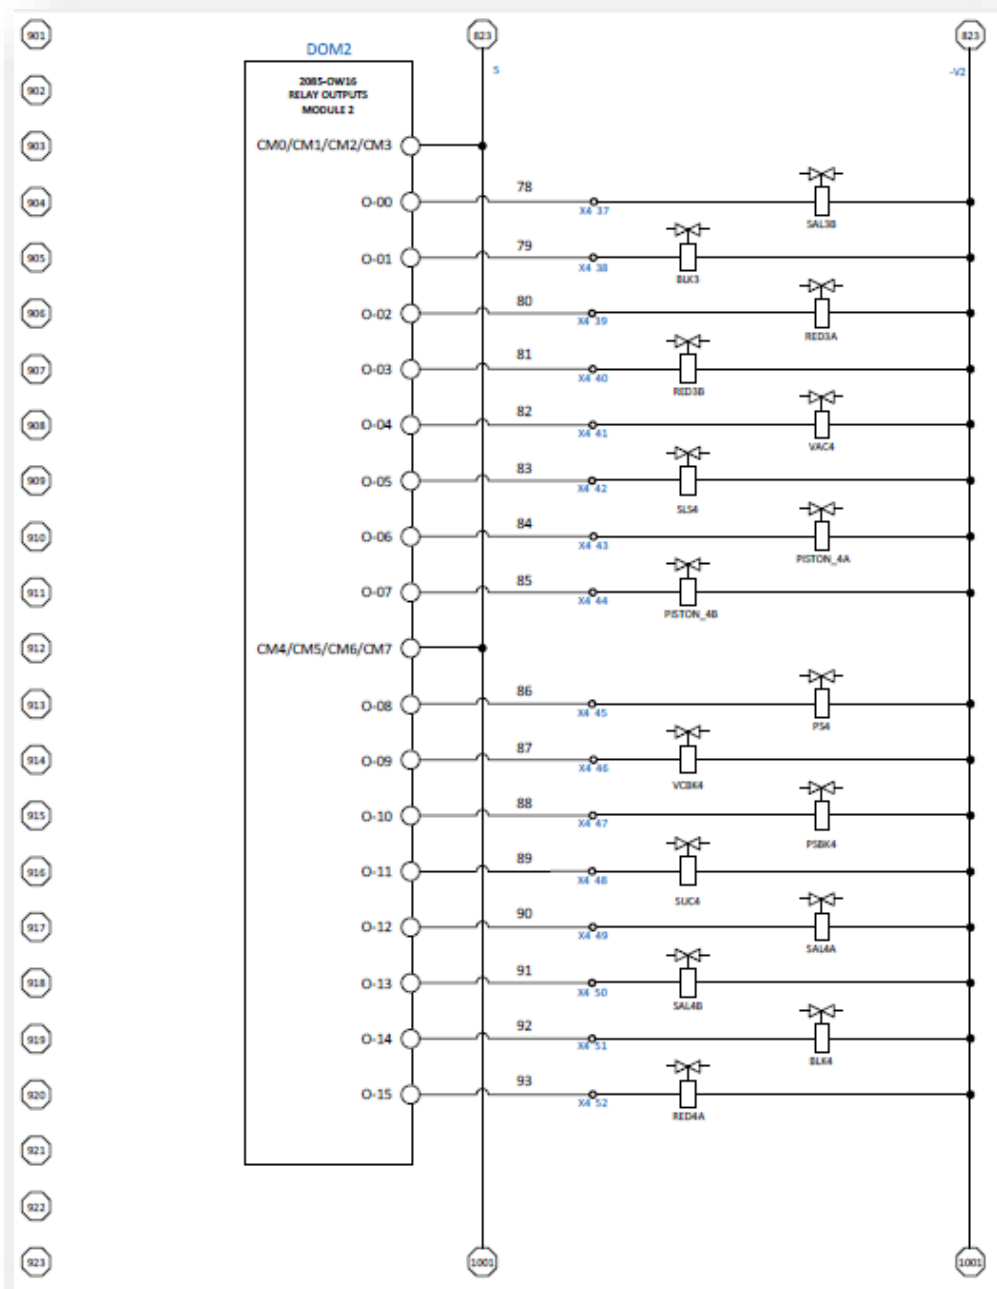 901
823
823
DOM2
5
-V2
902
2085-OW16
RELAY OUTPUTS
MODULE 2
903
CM0/CM1/CM2/CM3
904
O-00
78
X4 37
SAL3B
905
O-01
79
X4 38
BLK3
906
O-02
80
X4 39
RED3A
907
O-03
81
X4 40
RED3B
908
O-04
82
X4 41
VAC4
909
O-05
83
X4 42
SLS4
910
O-06
84
X4 43
PISTON_4A
911
O-07
85
X4 44
PISTON_4B
912
CM4/CM5/CM6/CM7
913
O-08
86
X4 45
PS4
914
O-09
87
X4 46
VCBK4
915
O-10
88
X4 47
PSBK4
916
O-11
89
X4 48
SUC4
917
O-12
90
X4 49
SAL4A
918
O-13
91
X4 50
SAL4B
919
O-14
92
X4 51
BLK4
920
O-15
93
X4 52
RED4A
921
922
923
1001
1001